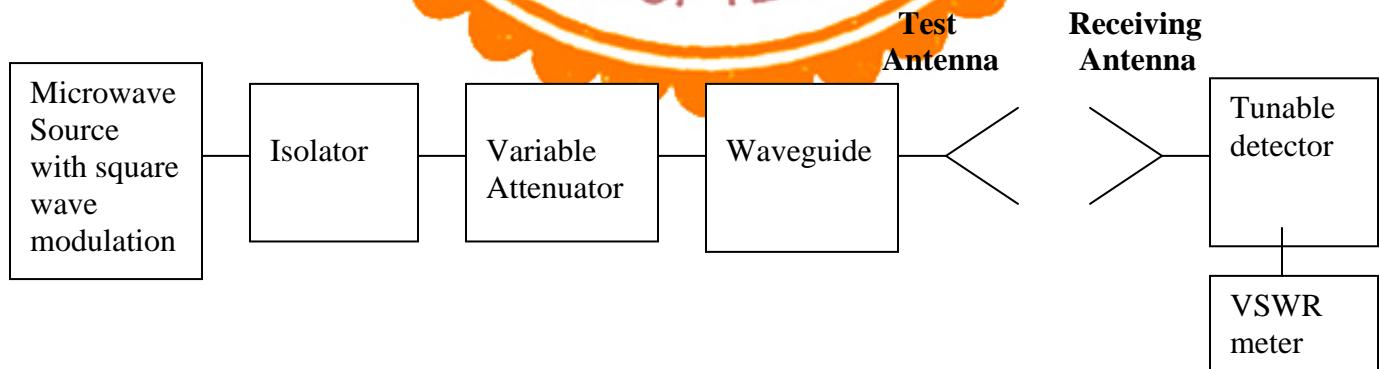 Test
Antenna
Receiving
Antenna
Microwave
Source
with square
wave
modulation
Isolator
Variable
Attenuator
Waveguide
Tunable
detector
VSWR
meter